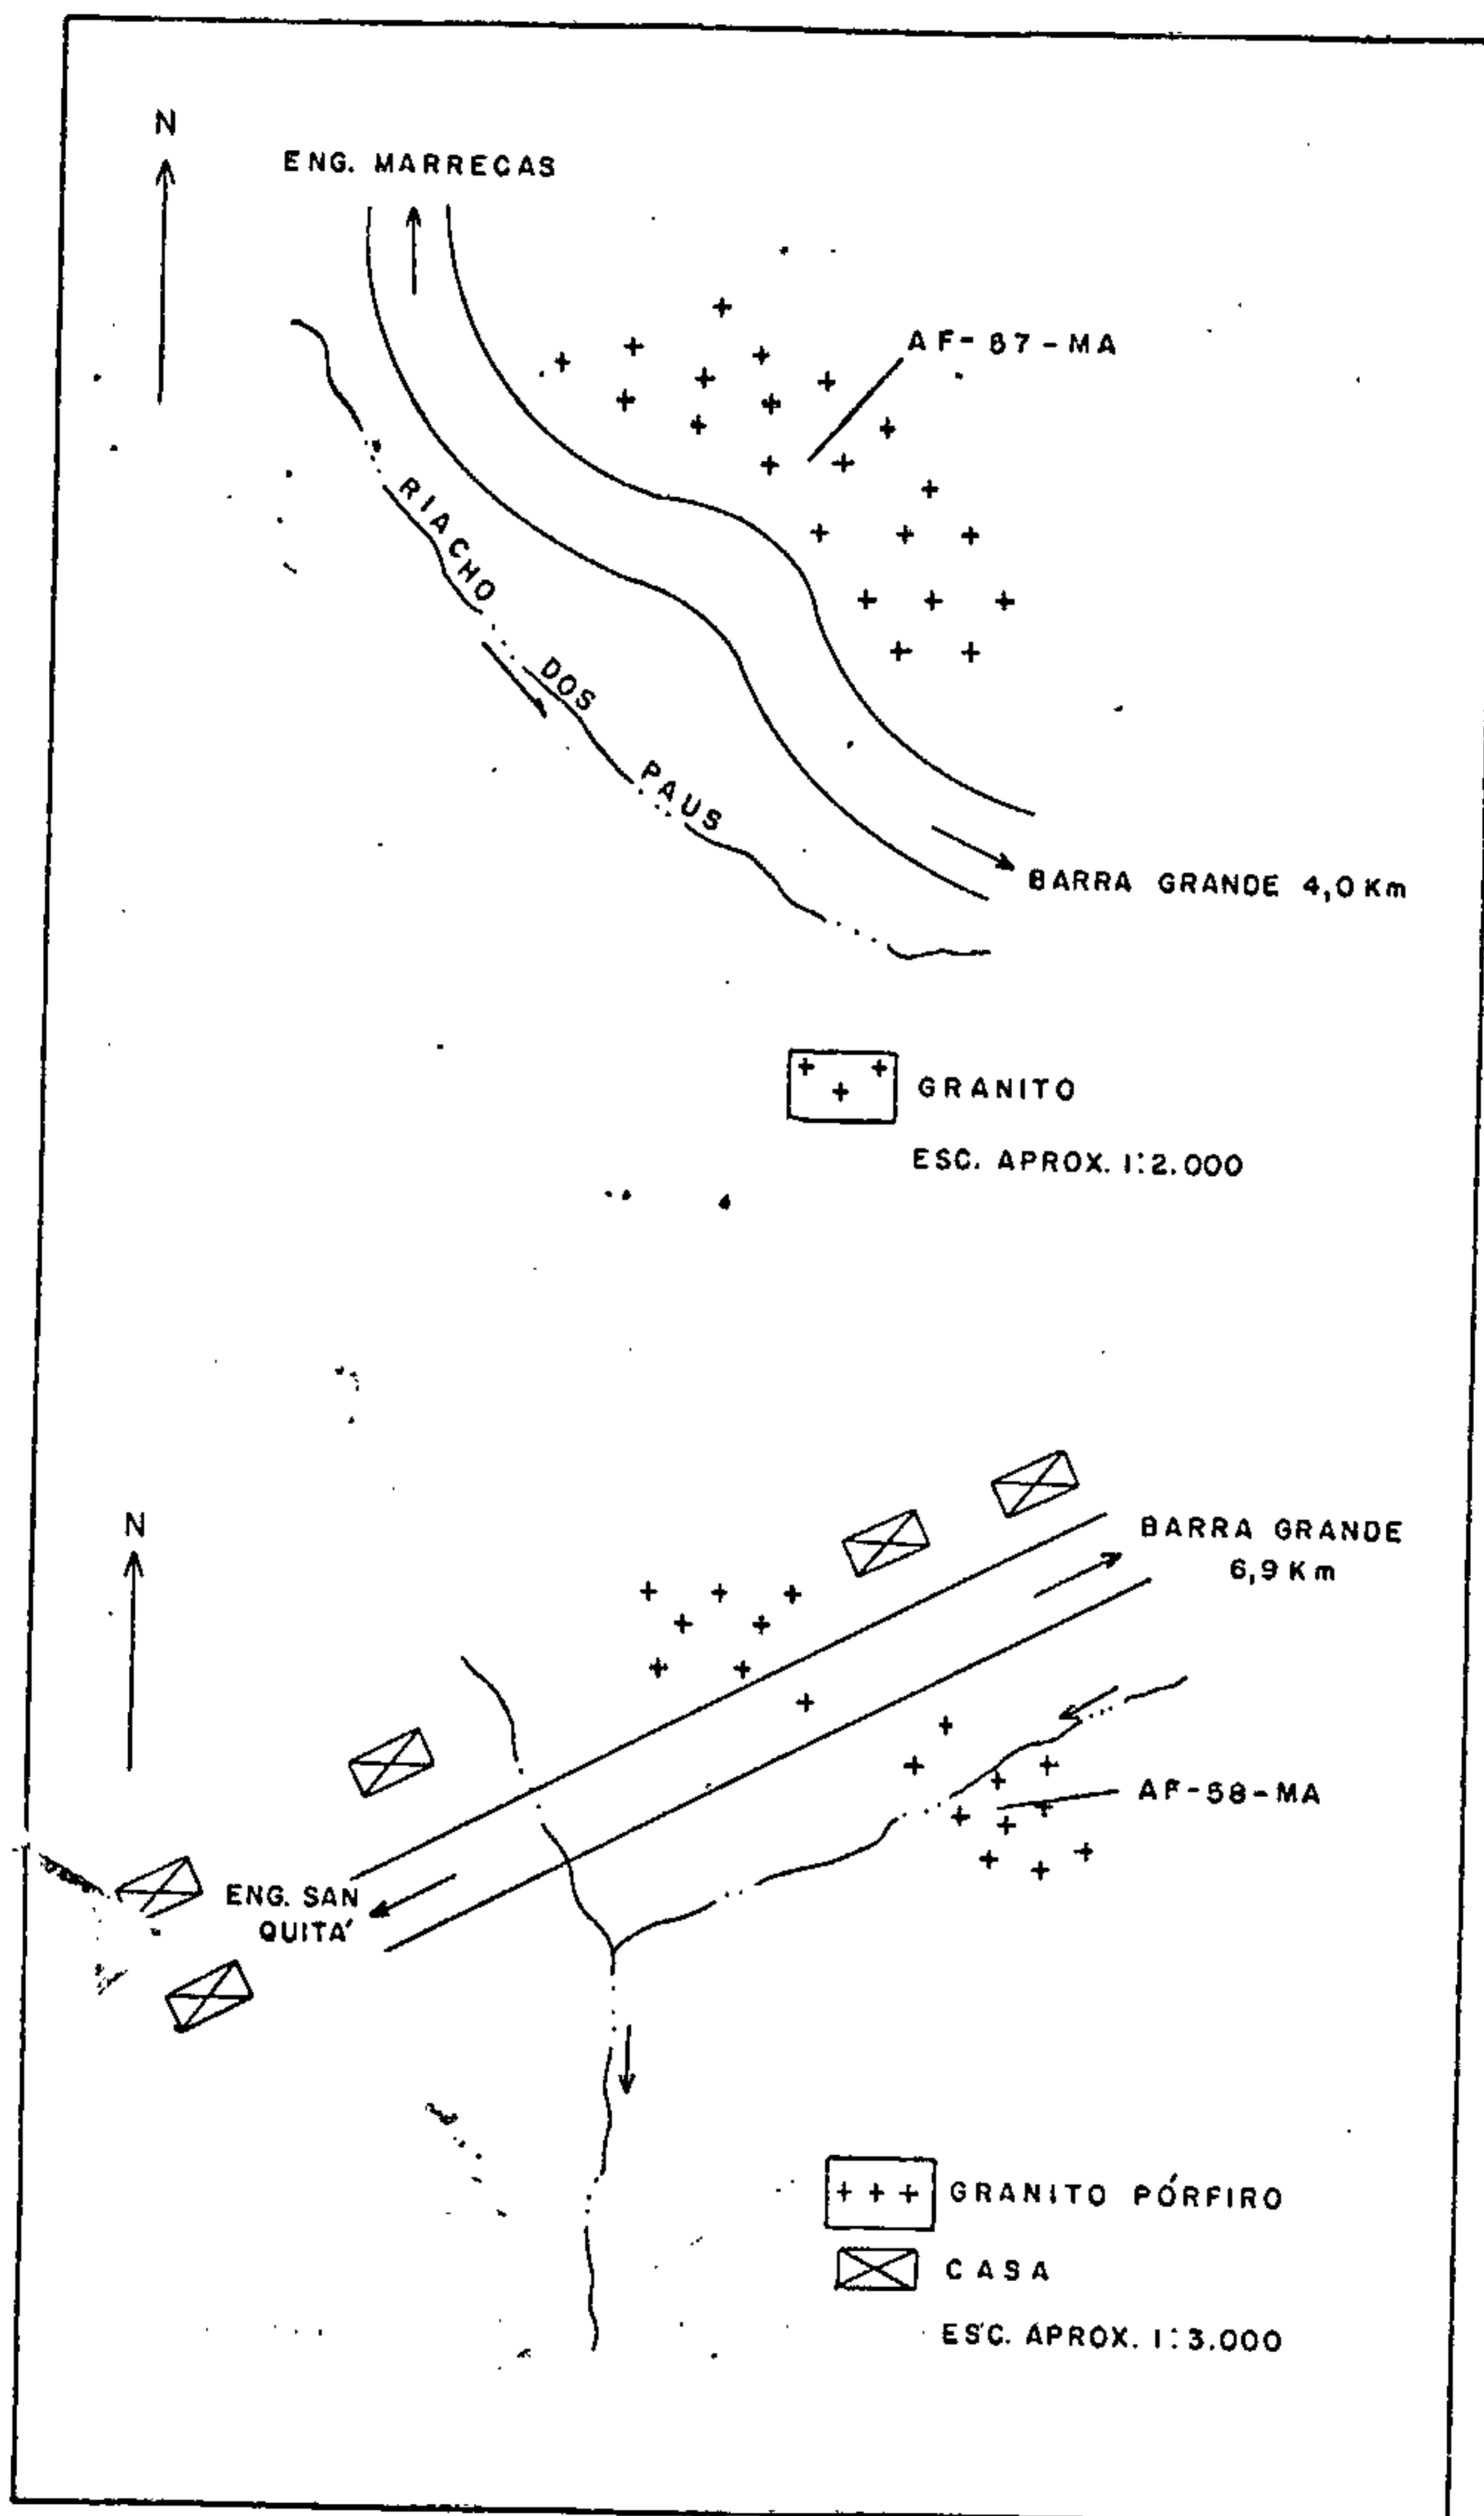 N
ENG. MARRECAS
AF-87-MA
RIACHO DOS PAUS
BARRA GRANDE 4,0 Km
GRANITO
ESC. APROX. 1:2.000
N
BARRA GRANDE
6,9 Km
AF-58-MA
ENG. SAN
QUITA'
GRANITO PÓRFIRO
CASA
ESC. APROX. 1:3.000